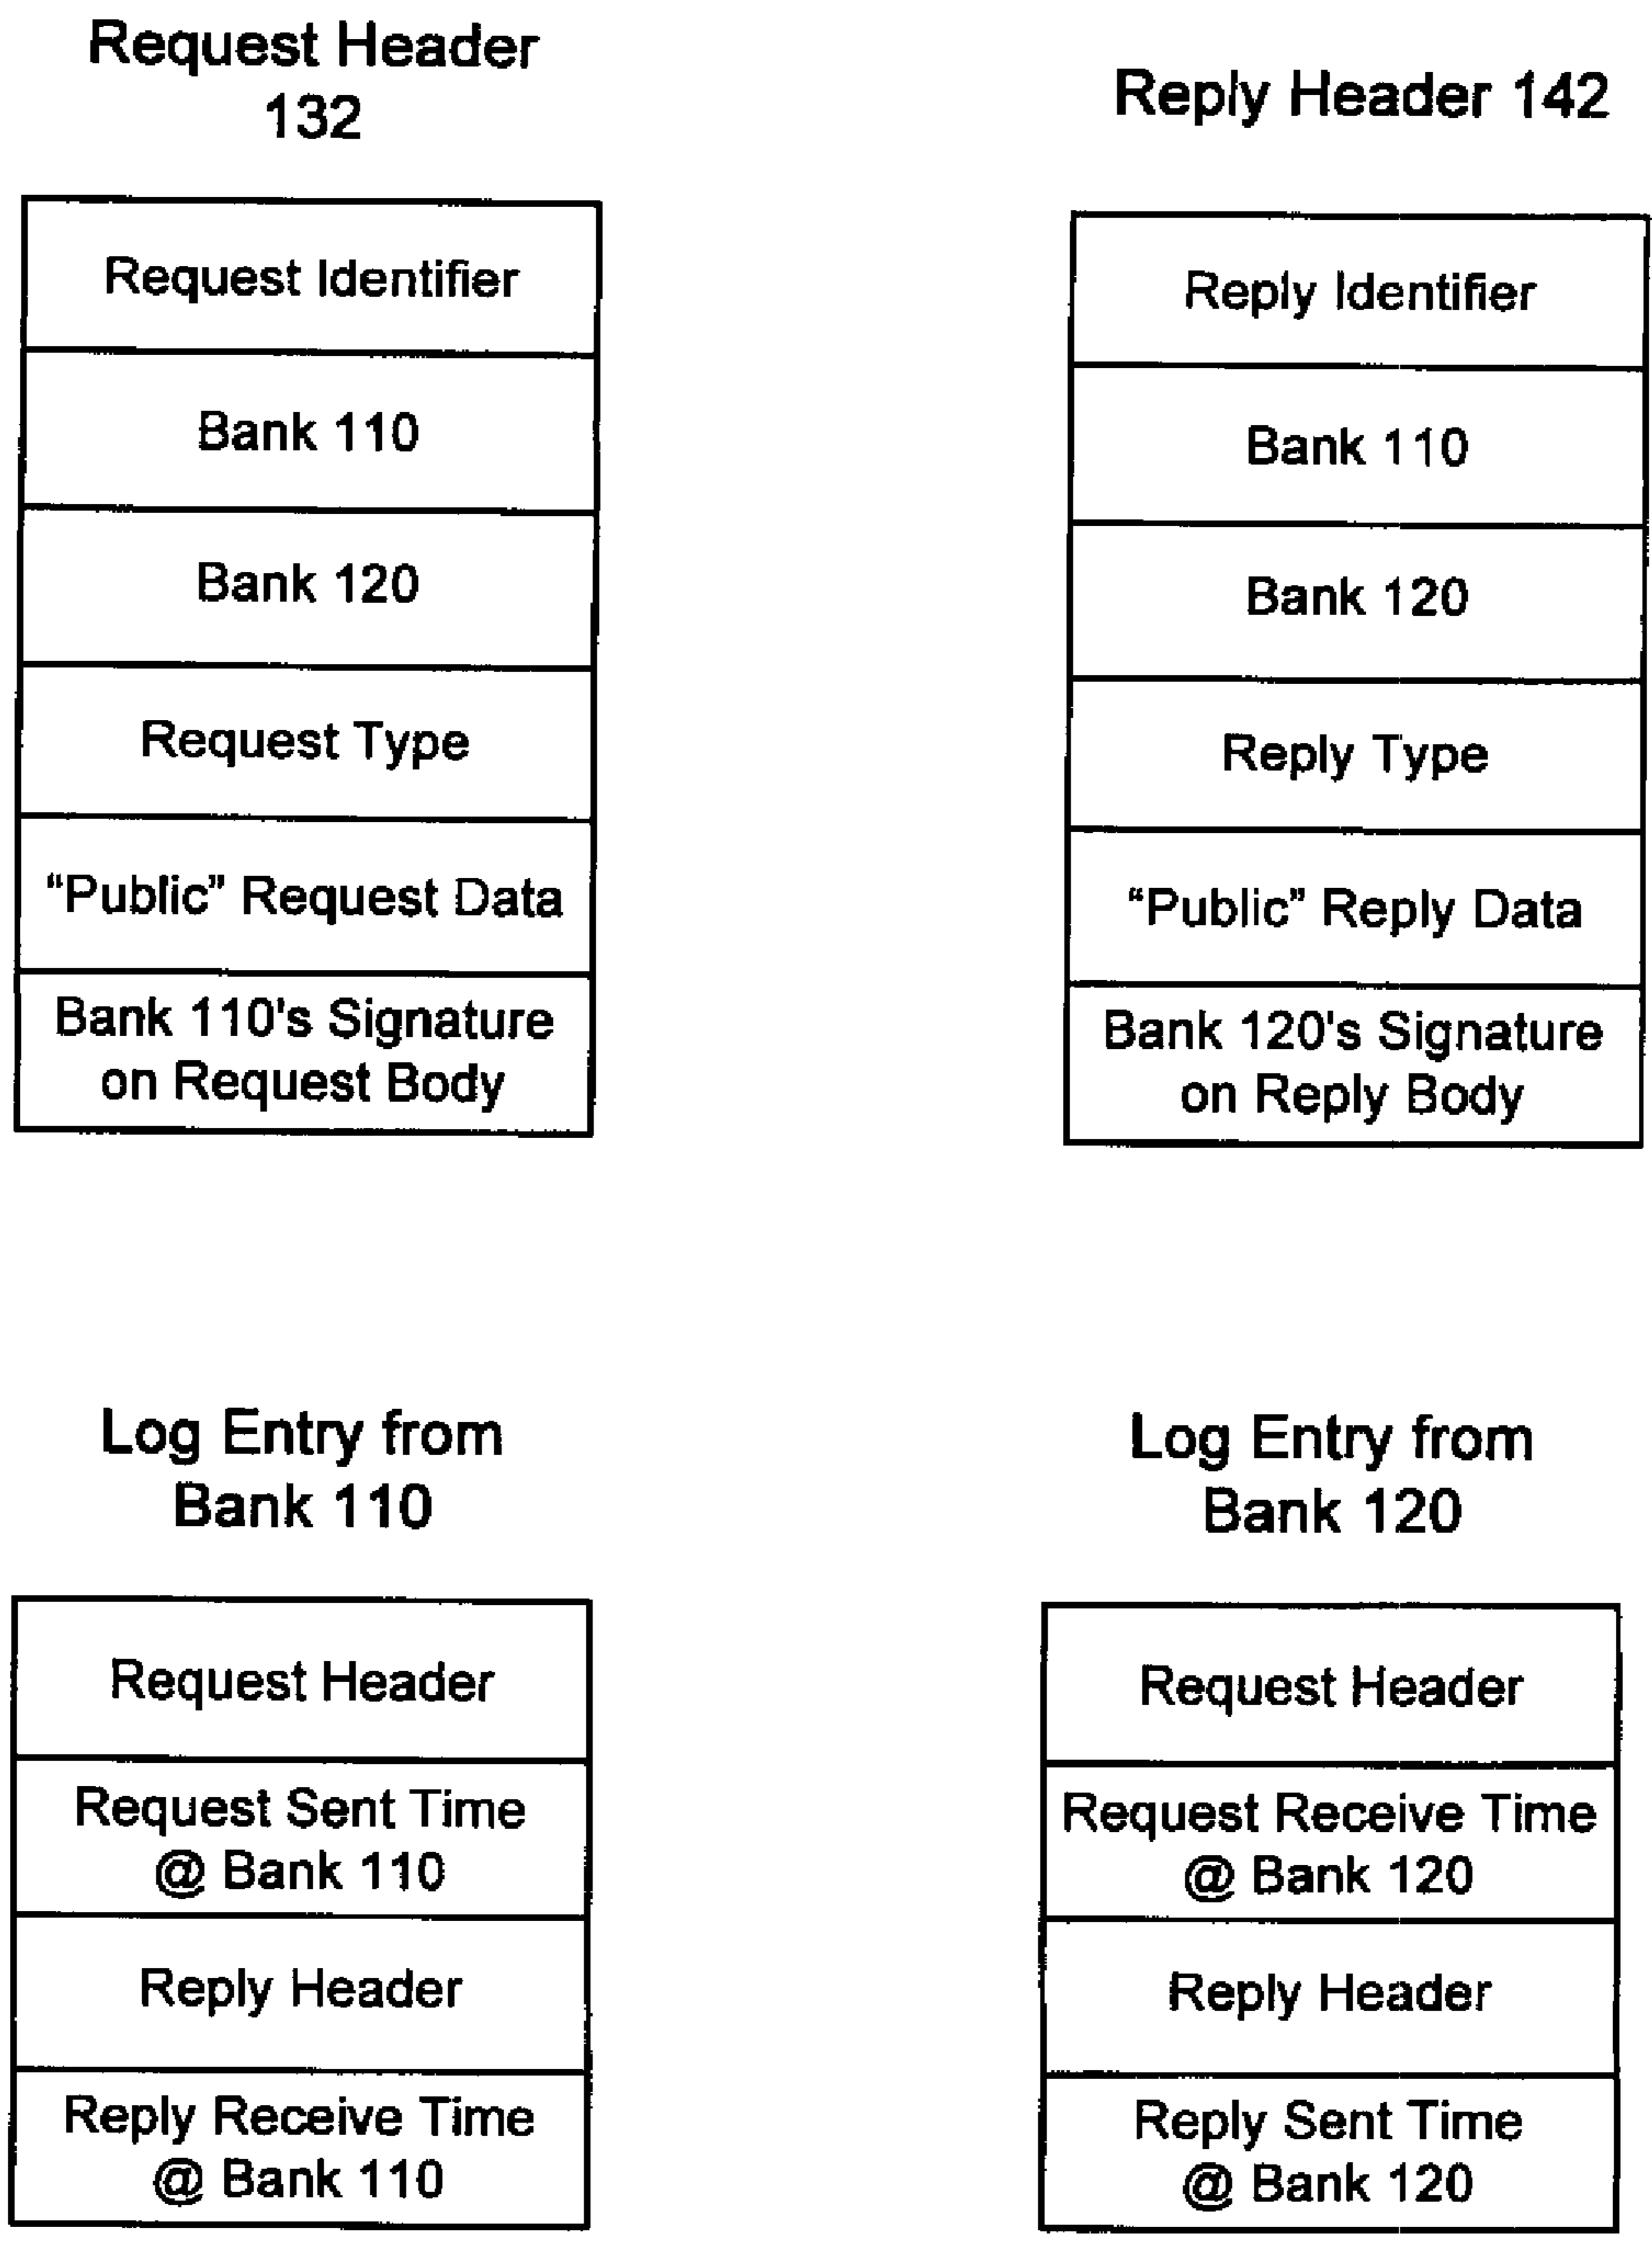 Request Header
132
Request Identifier
Bank 110
Bank 120
Request Type
“Public” Request Data
Bank 110's Signature
on Request Body
Reply Header 142
Reply Identifier
Bank 110
Bank 120
Reply Type
“Public” Reply Data
Bank 120's Signature
on Reply Body
Log Entry from
Bank 110
Request Header
Request Sent Time
@ Bank 110
Reply Header
Reply Receive Time
@ Bank 110
Log Entry from
Bank 120
Request Header
Request Receive Time
@ Bank 120
Reply Header
Reply Sent Time
@ Bank 120